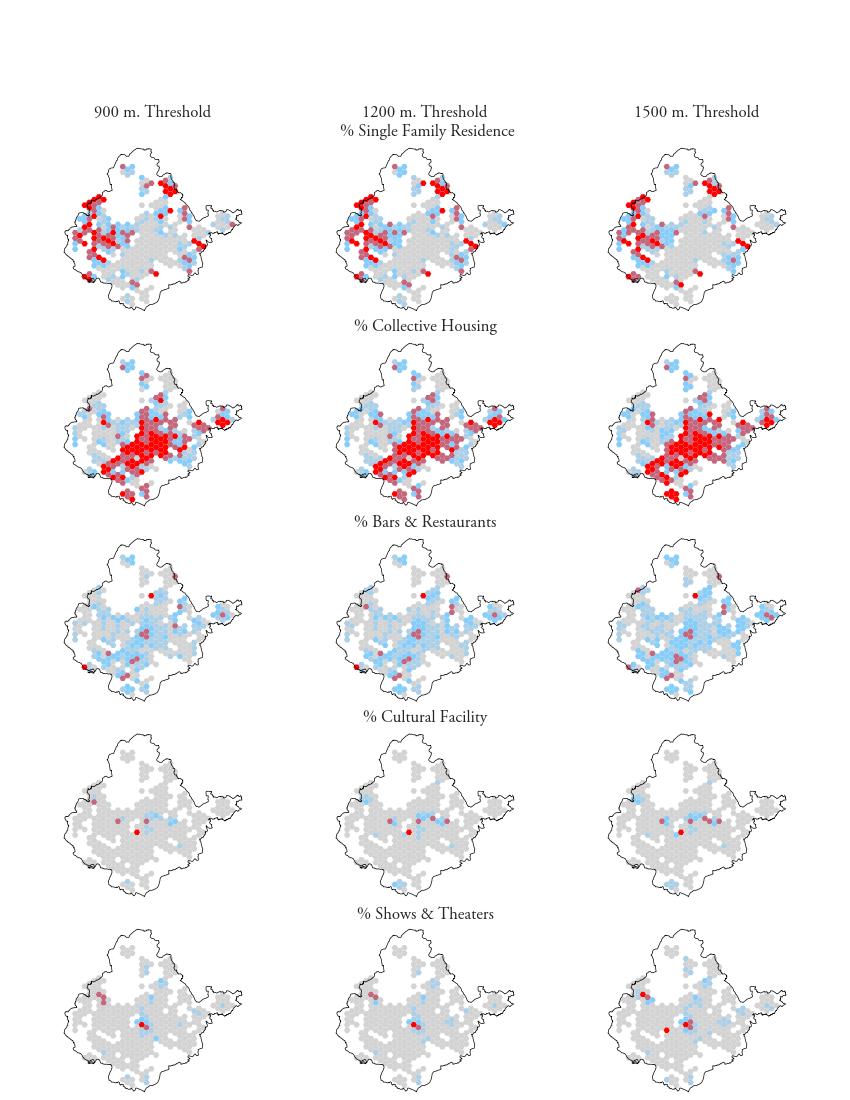 900 m. Threshold
1200 m. Threshold
1500 m. Threshold
% Single Family Residence
% Collective Housing
% Bars & Restaurants
% Cultural Facility
% Shows & Theaters